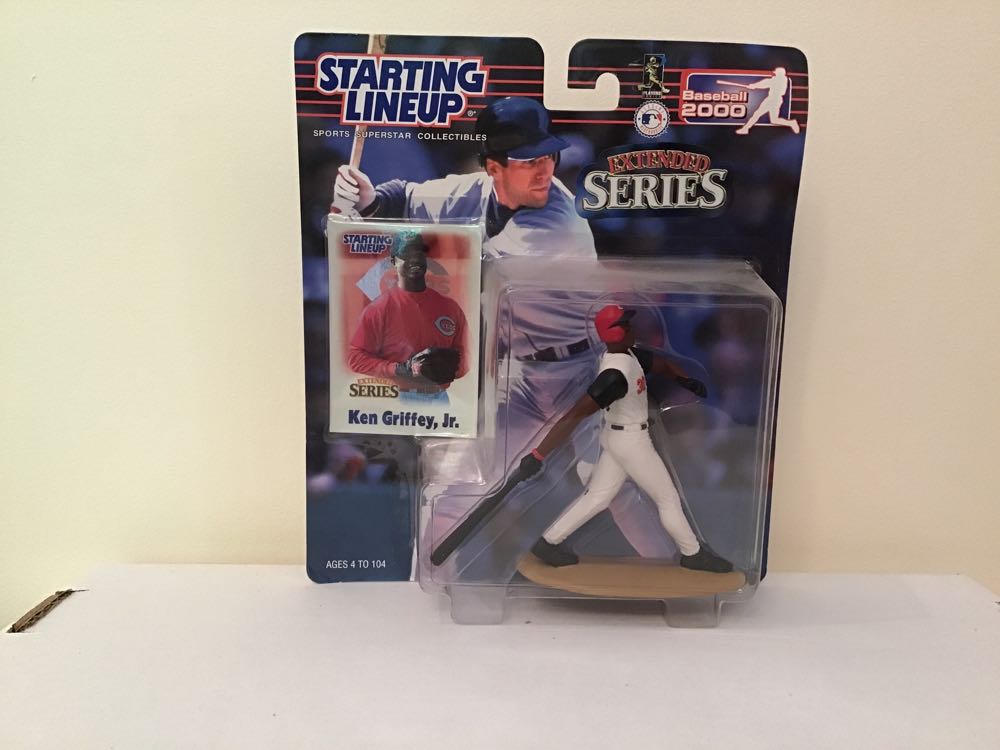 STARTING
LINEUP®
SPORTS SUPERSTAR COLLECTIBLES
Baseball
2000
EXTENDED
SERIES
STARTING
LINEUP
EXTENDED
SERIES
Ken Griffey, Jr.
AGES 4 TO 104